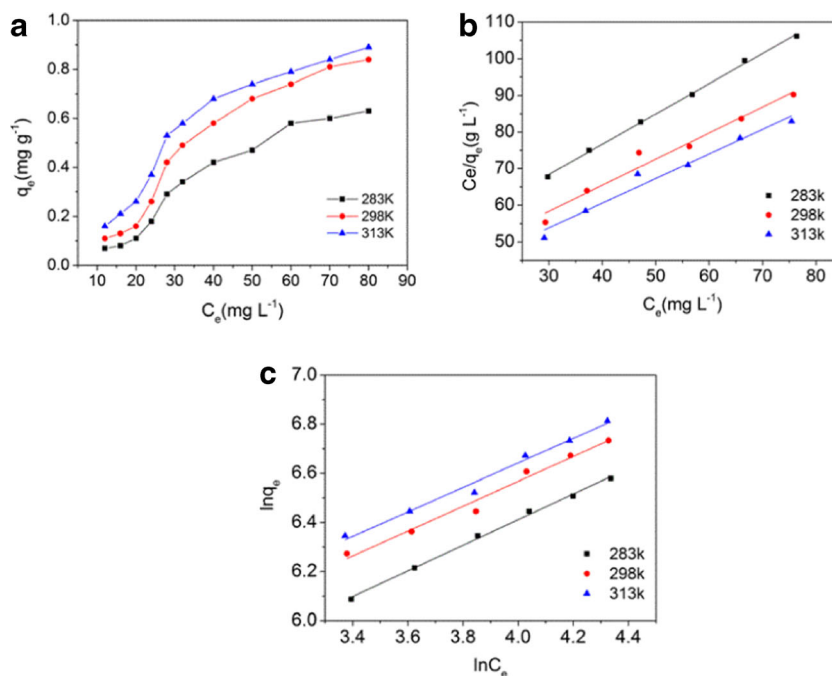 a
1.0
0.8
0.6
0.4
0.2
0.0
qₑ(mg g⁻¹)
283K
298K
313K
10 20 30 40 50 60 70 80 90
Cₑ(mg L⁻¹)
b
110
100
90
80
70
60
50
Ce/qₑ(g L⁻¹)
283k
298k
313k
30 40 50 60 70 80
Cₑ(mg L⁻¹)
c
7.0
6.8
6.6
6.4
6.2
6.0
lnqₑ
283k
298k
313k
3.4 3.6 3.8 4.0 4.2 4.4
lnCₑ